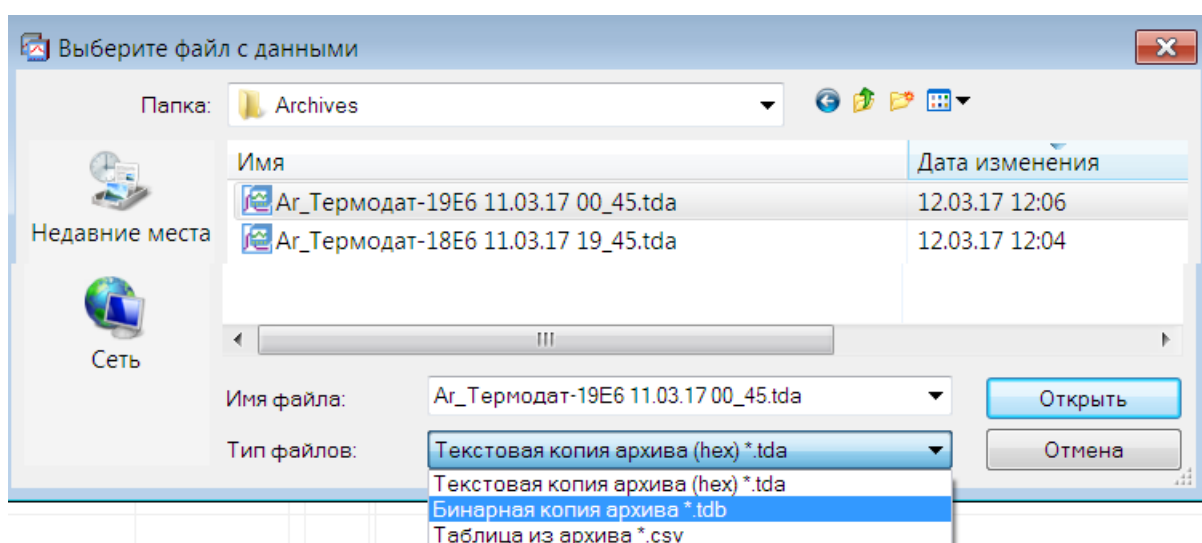 Выберите файл с данными
Папка: Archives
Имя Дата изменения
Ar_Термодат-19E6 11.03.17 00_45.tda 12.03.17 12:06
Недавние места Ar_Термодат-18E6 11.03.17 19_45.tda 12.03.17 12:04
Сеть
Имя файла: Ar_Термодат-19E6 11.03.17 00_45.tda Открыть
Тип файлов: Текстовая копия архива (hex) *.tda Отмена
Текстовая копия архива (hex) *.tda
Бинарная копия архива *.tdb
Таблица из архива *.csv